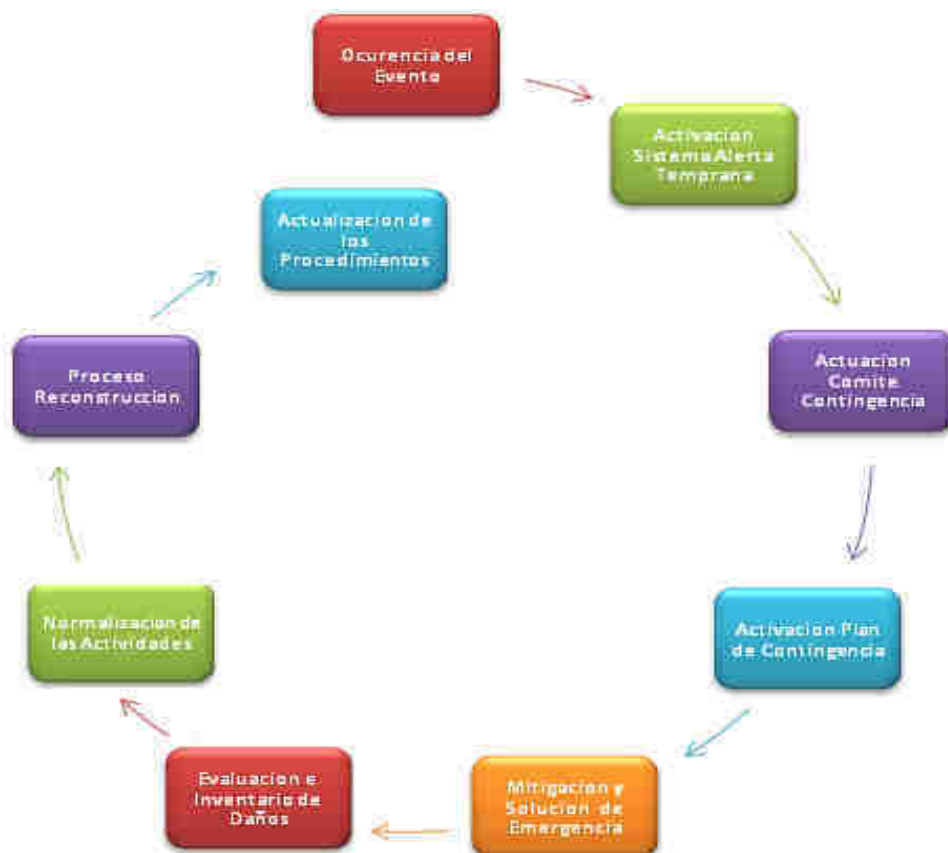 Ocurencia del
Evento
Activacion
Sistema Alerta
Temprana
Actuacion
Comite
Contingencia
Activacion Plan
de Contingencia
Mitigacion y
Solucion de
Emergencia
Evaluacion e
Inventario de
Daños
Normalizacion de
las Actividades
Proceso
Reconstruccion
Actualizacion de
los
Procedimientos